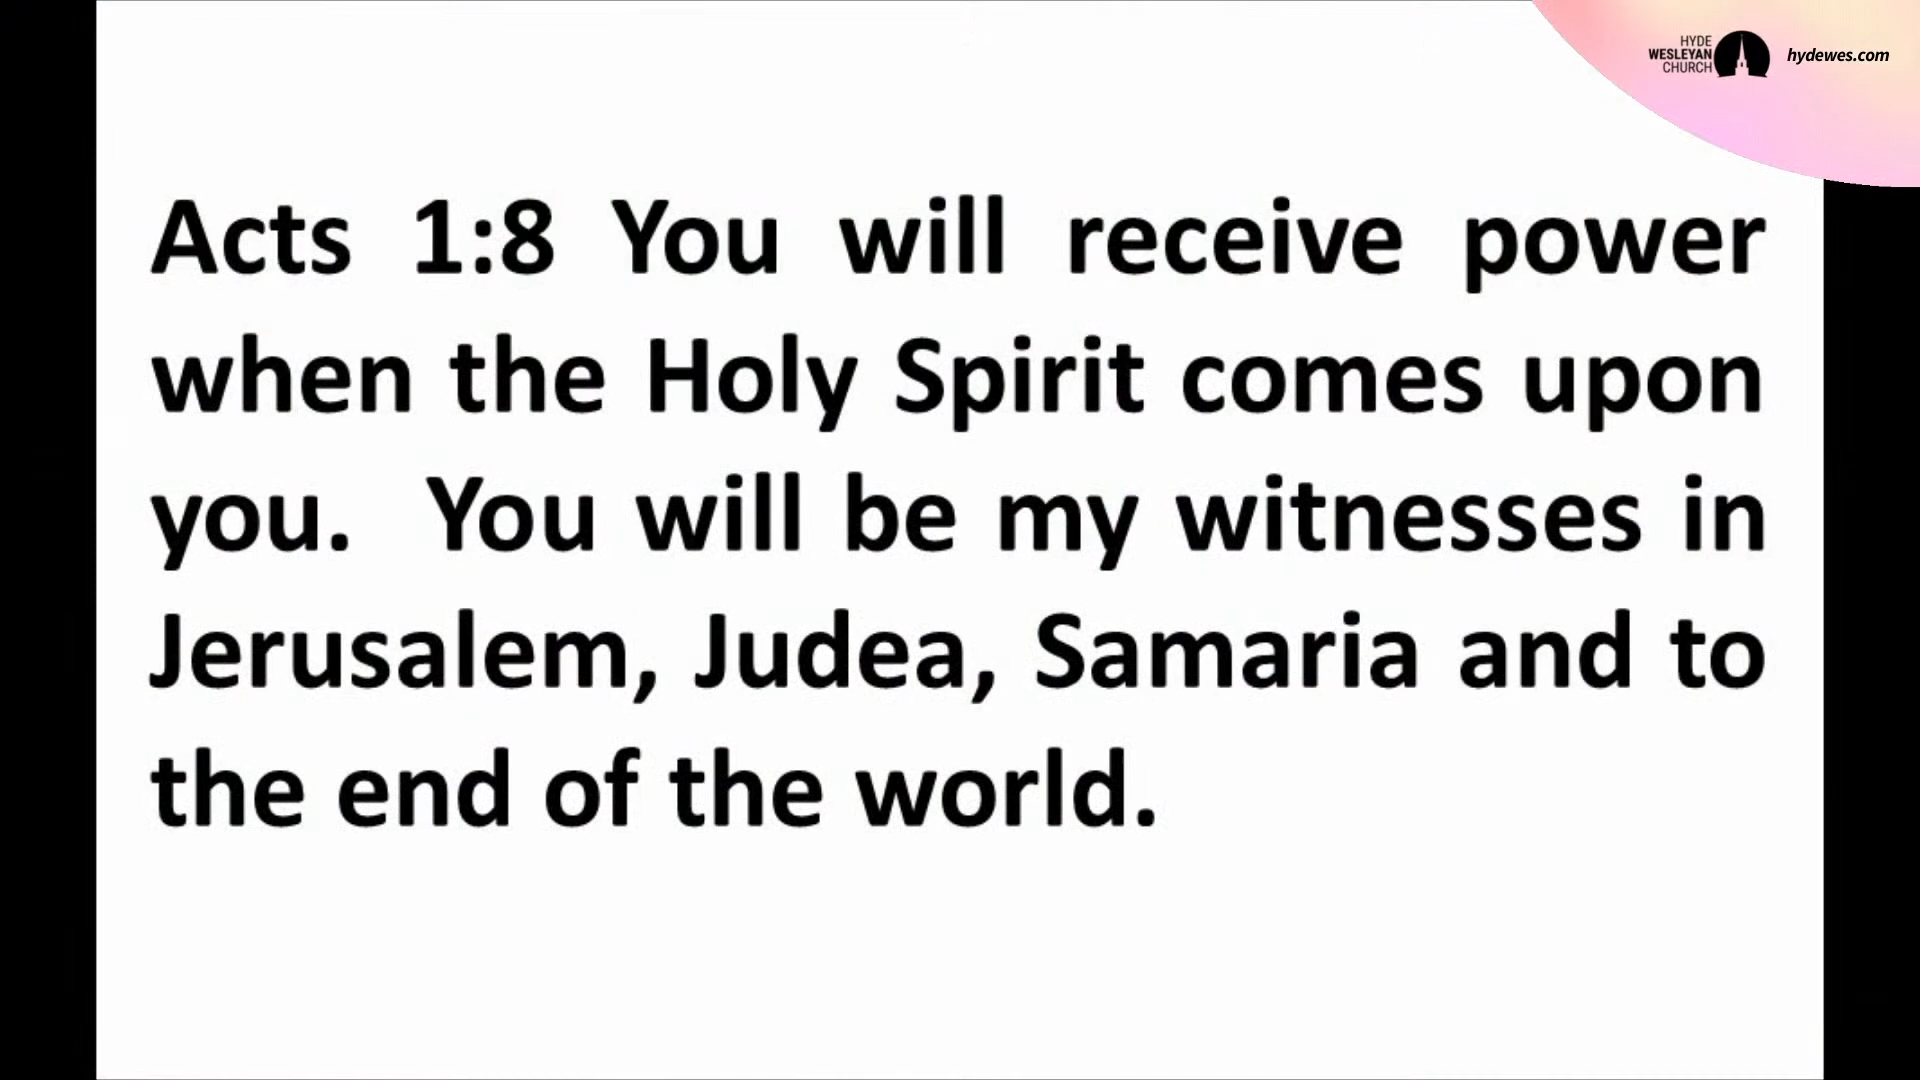 HYDE
WESLEYAN
CHURCH
hydewes.com
Acts 1:8 You will receive power
when the Holy Spirit comes upon
you.  You will be my witnesses in
Jerusalem, Judea, Samaria and to
the end of the world.